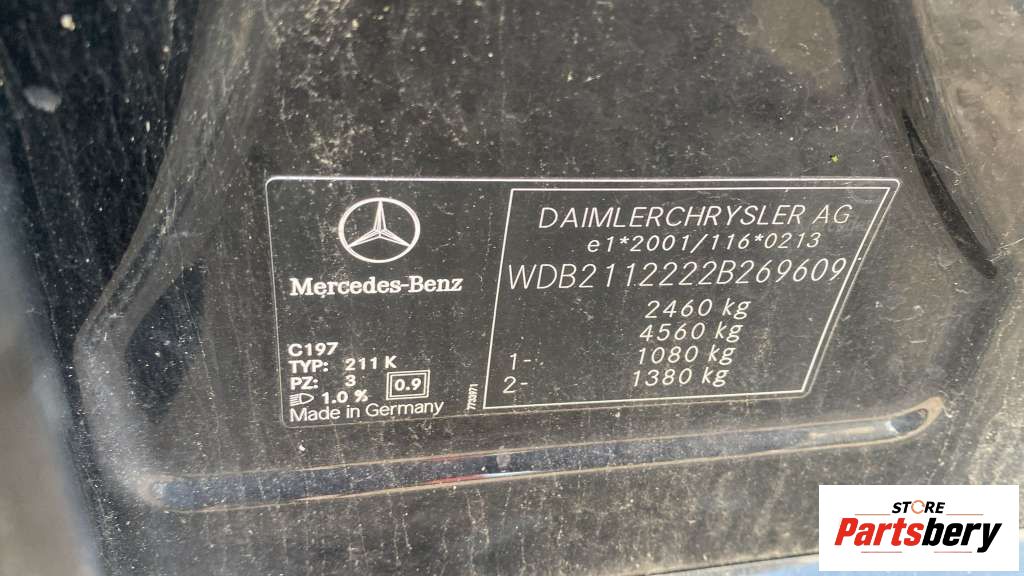 Mercedes-Benz
C197
TYP: 211 K
PZ: 3
1.0 % 0.9
Made in Germany
DAIMLERCHRYSLER AG
e1*2001/116*0213
WDB2112222B269609
2460 kg
4560 kg
1- 1080 kg
2- 1380 kg
STORE
Partsbery